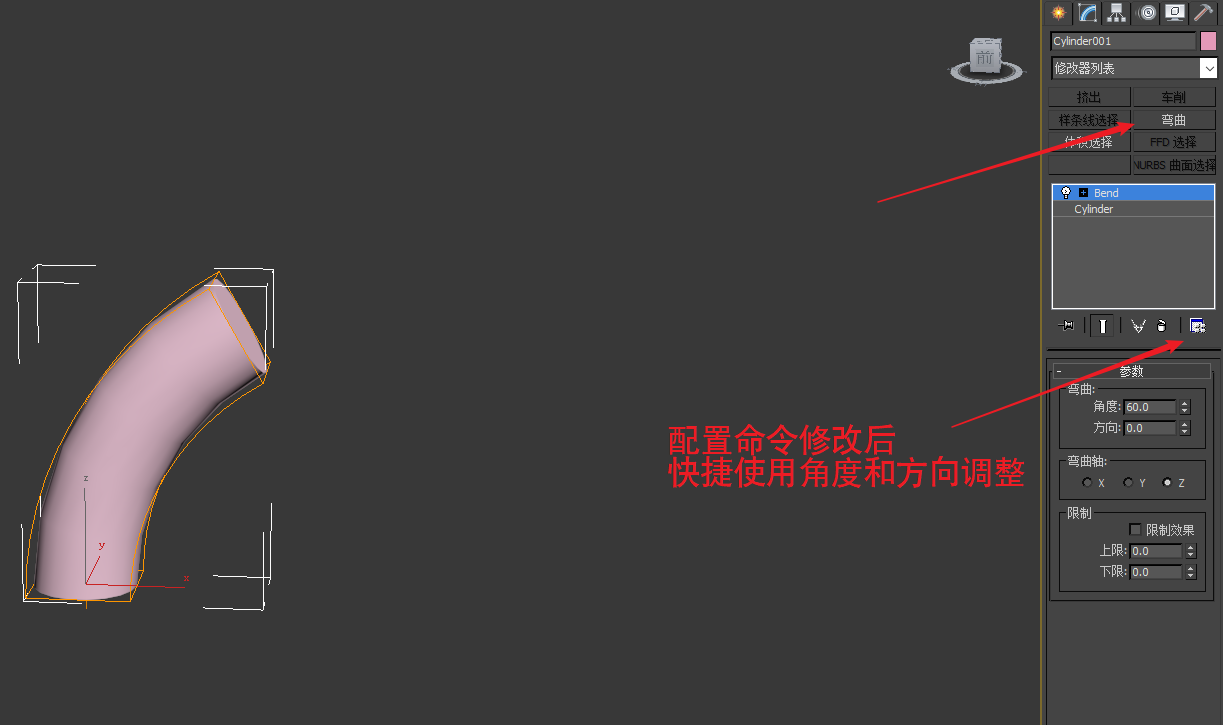 Cylinder001
修改器列表
前
挤出
车削
样条线选择
弯曲
体积选择
FFD 选择
NURBS 曲面选择
Bend
Cylinder
参数
弯曲:
角度: 60.0
方向: 0.0
弯曲轴:
X Y Z
限制
限制效果
上限: 0.0
下限: 0.0
配置命令修改后
快捷使用角度和方向调整
z
y
x